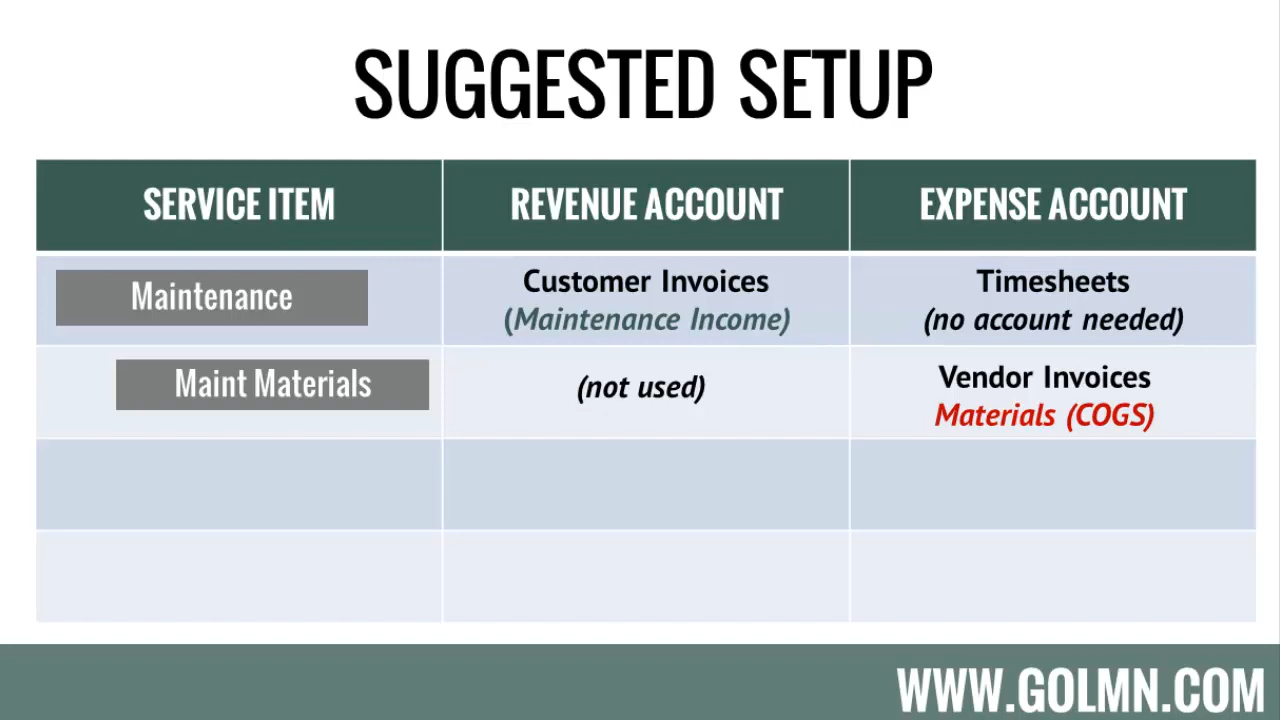 SUGGESTED SETUP
SERVICE ITEM
REVENUE ACCOUNT
EXPENSE ACCOUNT
Maintenance
Customer Invoices
(Maintenance Income)
Timesheets
(no account needed)
Maint Materials
(not used)
Vendor Invoices
Materials (COGS)
WWW.GOLMN.COM